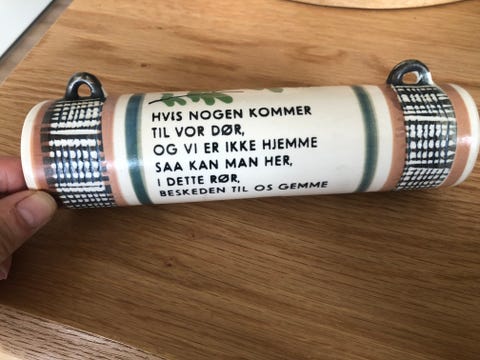 HVIS NOGEN KOMMER
TIL VOR DØR,
OG VI ER IKKE HJEMME
SAA KAN MAN HER,
I DETTE RØR,
BESKEDEN TIL OS GEMME